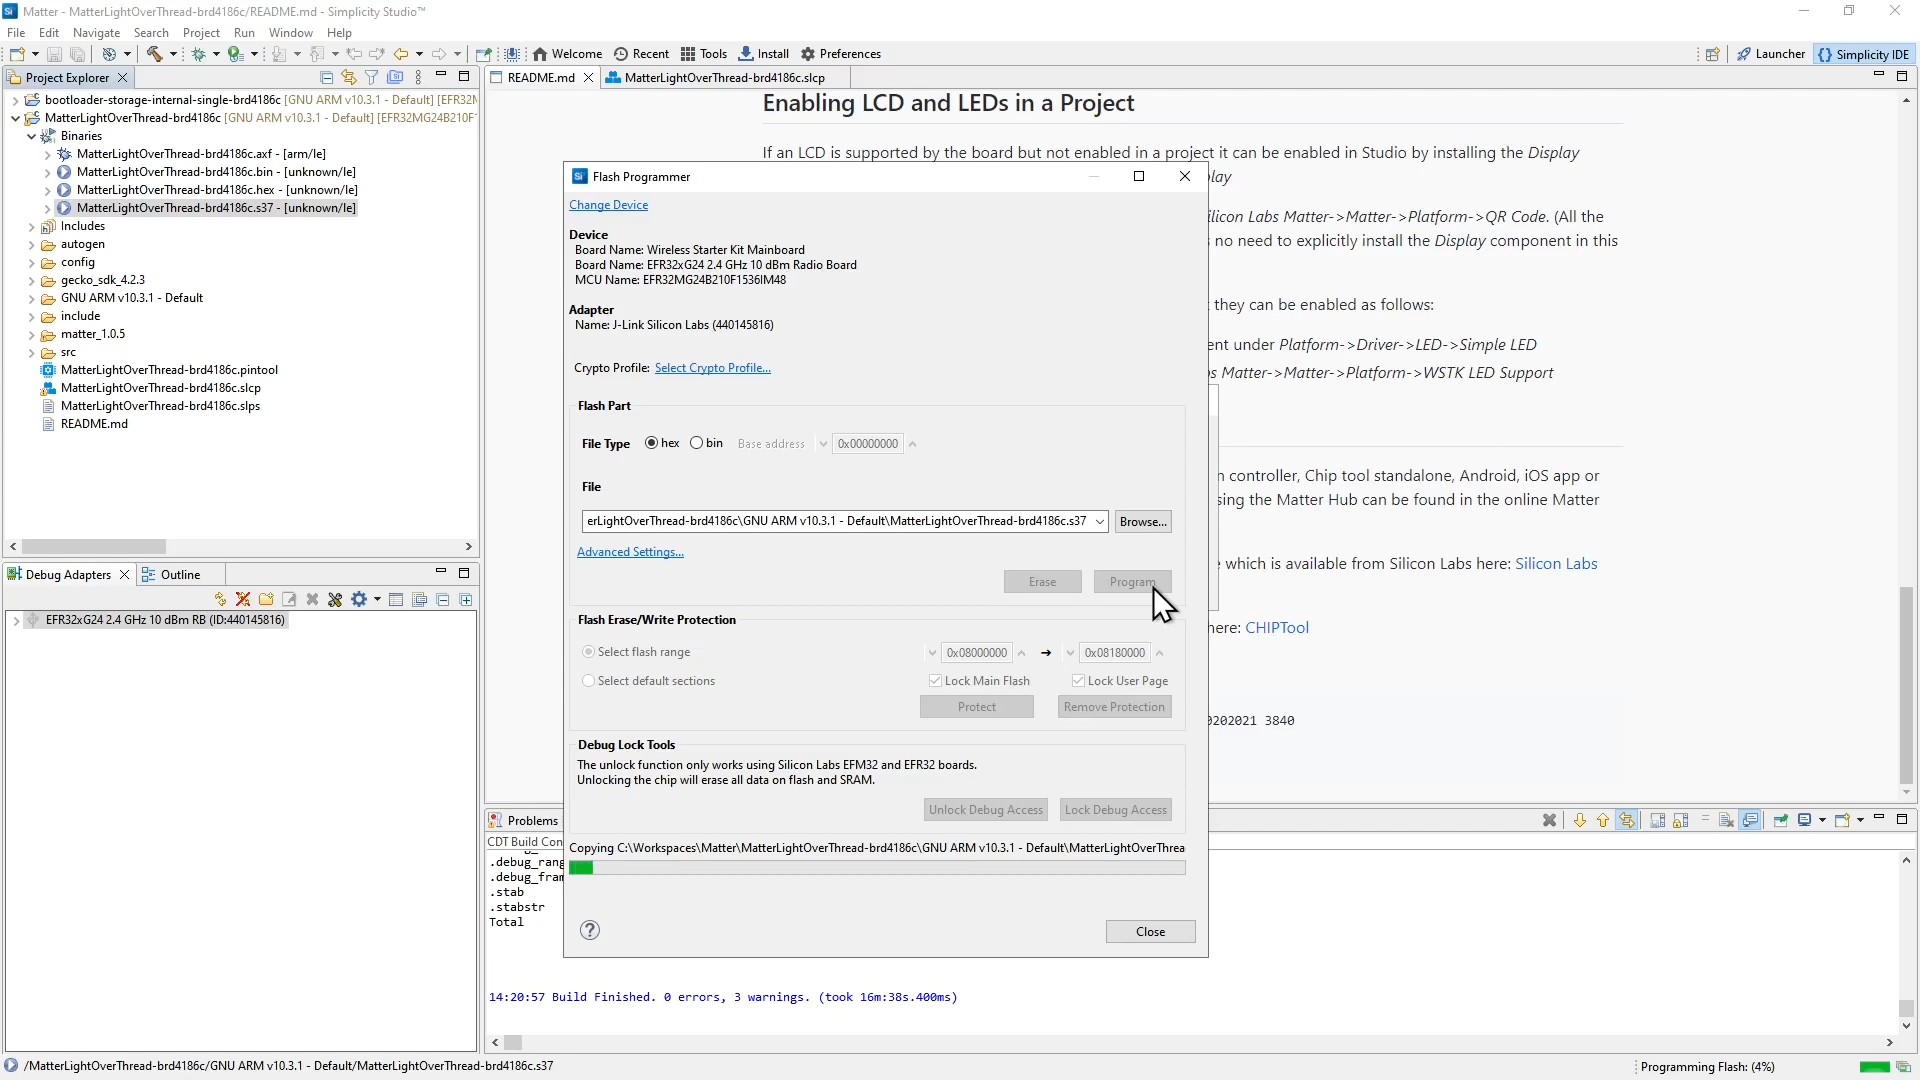 Matter - MatterLightOverThread-brd4186c/README.md - Simplicity Studio™
File Edit Navigate Search Project Run Window Help
Welcome Recent Tools Install Preferences Launcher Simplicity IDE
Project Explorer
README.md MatterLightOverThread-brd4186c.slcp
bootloader-storage-internal-single-brd4186c [GNU ARM v10.3.1 - Default] [EFR32M
MatterLightOverThread-brd4186c [GNU ARM v10.3.1 - Default] [EFR32MG24B210F
Binaries
MatterLightOverThread-brd4186c.axf - [arm/le]
MatterLightOverThread-brd4186c.bin - [unknown/le]
MatterLightOverThread-brd4186c.hex - [unknown/le]
MatterLightOverThread-brd4186c.s37 - [unknown/le]
Includes
autogen
config
gecko_sdk_4.2.3
GNU ARM v10.3.1 - Default
include
matter_1.0.5
src
MatterLightOverThread-brd4186c.pintool
MatterLightOverThread-brd4186c.slcp
MatterLightOverThread-brd4186c.slps
README.md
Debug Adapters Outline
EFR32xG24 2.4 GHz 10 dBm RB (ID:440145816)
Enabling LCD and LEDs in a Project
If an LCD is supported by the board but not enabled in a project it can be enabled in Studio by installing the Display
lay
ilicon Labs Matter->Matter->Platform->QR Code. (All the
no need to explicitly install the Display component in this
they can be enabled as follows:
ent under Platform->Driver->LED->Simple LED
s Matter->Matter->Platform->WSTK LED Support
controller, Chip tool standalone, Android, iOS app or
sing the Matter Hub can be found in the online Matter
which is available from Silicon Labs here: Silicon Labs
here: CHIPTool
0202021 3840
Flash Programmer
Change Device
Device
Board Name: Wireless Starter Kit Mainboard
Board Name: EFR32xG24 2.4 GHz 10 dBm Radio Board
MCU Name: EFR32MG24B210F1536IM48
Adapter
Name: J-Link Silicon Labs (440145816)
Crypto Profile: Select Crypto Profile...
Flash Part
File Type hex bin Base address 0x00000000
File
erLightOverThread-brd4186c\GNU ARM v10.3.1 - Default\MatterLightOverThread-brd4186c.s37 Browse...
Advanced Settings...
Erase Program
Flash Erase/Write Protection
Select flash range 0x08000000 0x08180000
Select default sections Lock Main Flash Lock User Page
Protect Remove Protection
Debug Lock Tools
The unlock function only works using Silicon Labs EFM32 and EFR32 boards.
Unlocking the chip will erase all data on flash and SRAM.
Unlock Debug Access Lock Debug Access
Copying C:\Workspaces\Matter\MatterLightOverThread-brd4186c\GNU ARM v10.3.1 - Default\MatterLightOverThrea
Close
Problems
CDT Build Con
.debug_rang
.debug_fram
.stab
.stabstr
Total
14:20:57 Build Finished. 0 errors, 3 warnings. (took 16m:38s.400ms)
/MatterLightOverThread-brd4186c/GNU ARM v10.3.1 - Default/MatterLightOverThread-brd4186c.s37
Programming Flash: (4%)